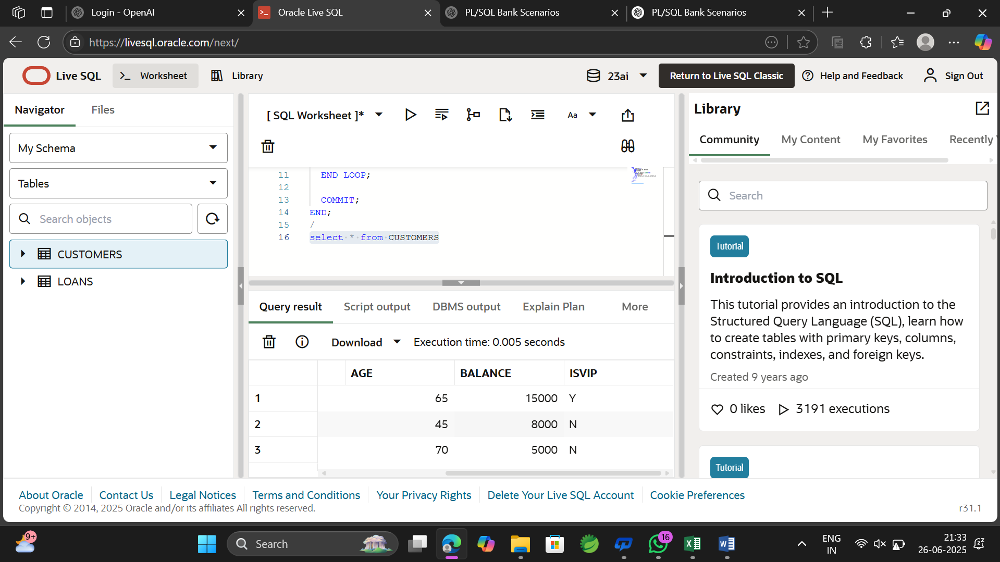 Login - OpenAI
Oracle Live SQL
PL/SQL Bank Scenarios
PL/SQL Bank Scenarios
https://livesql.oracle.com/next/
Live SQL
Worksheet
Library
23ai
Return to Live SQL Classic
Help and Feedback
Sign Out
Navigator
Files
My Schema
Tables
Search objects
CUSTOMERS
LOANS
[ SQL Worksheet ]*
Aa
11 END LOOP;
12
13 COMMIT;
14 END;
15 /
16 select * from CUSTOMERS
Query result
Script output
DBMS output
Explain Plan
More
Download
Execution time: 0.005 seconds
AGE BALANCE ISVIP
1 65 15000 Y
2 45 8000 N
3 70 5000 N
Library
Community
My Content
My Favorites
Recently
Search
Tutorial
Introduction to SQL
This tutorial provides an introduction to the
Structured Query Language (SQL), learn how
to create tables with primary keys, columns,
constraints, indexes, and foreign keys.
Created 9 years ago
0 likes
3191 executions
Tutorial
About Oracle
Contact Us
Legal Notices
Terms and Conditions
Your Privacy Rights
Delete Your Live SQL Account
Cookie Preferences
Copyright © 2014, 2025 Oracle and/or its affiliates All rights reserved.
r31.1
9+
Search
16
ENG
IN
21:33
26-06-2025